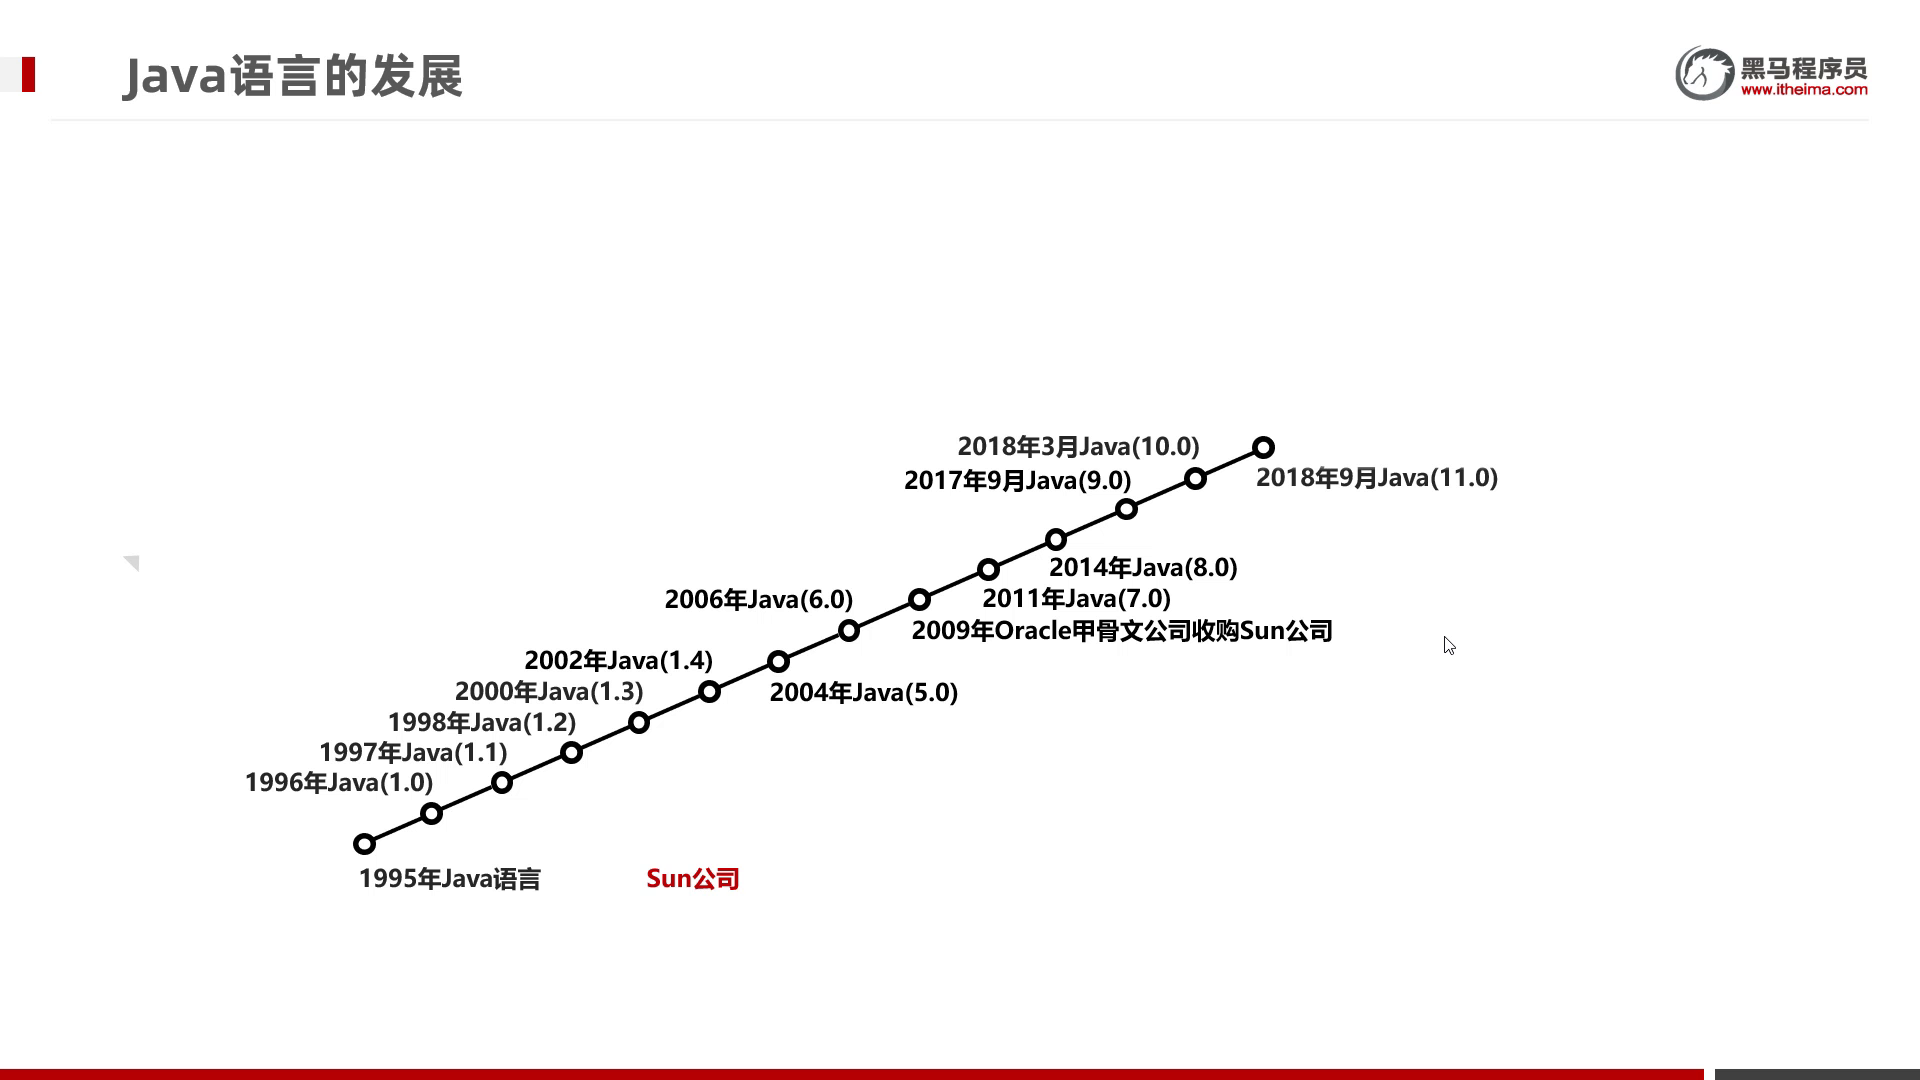 Java语言的发展
黑马程序员
www.itheima.com
2018年3月Java(10.0)
2018年9月Java(11.0)
2017年9月Java(9.0)
2014年Java(8.0)
2006年Java(6.0)
2011年Java(7.0)
2009年Oracle甲骨文公司收购Sun公司
2002年Java(1.4)
2000年Java(1.3)
2004年Java(5.0)
1998年Java(1.2)
1997年Java(1.1)
1996年Java(1.0)
1995年Java语言
Sun公司